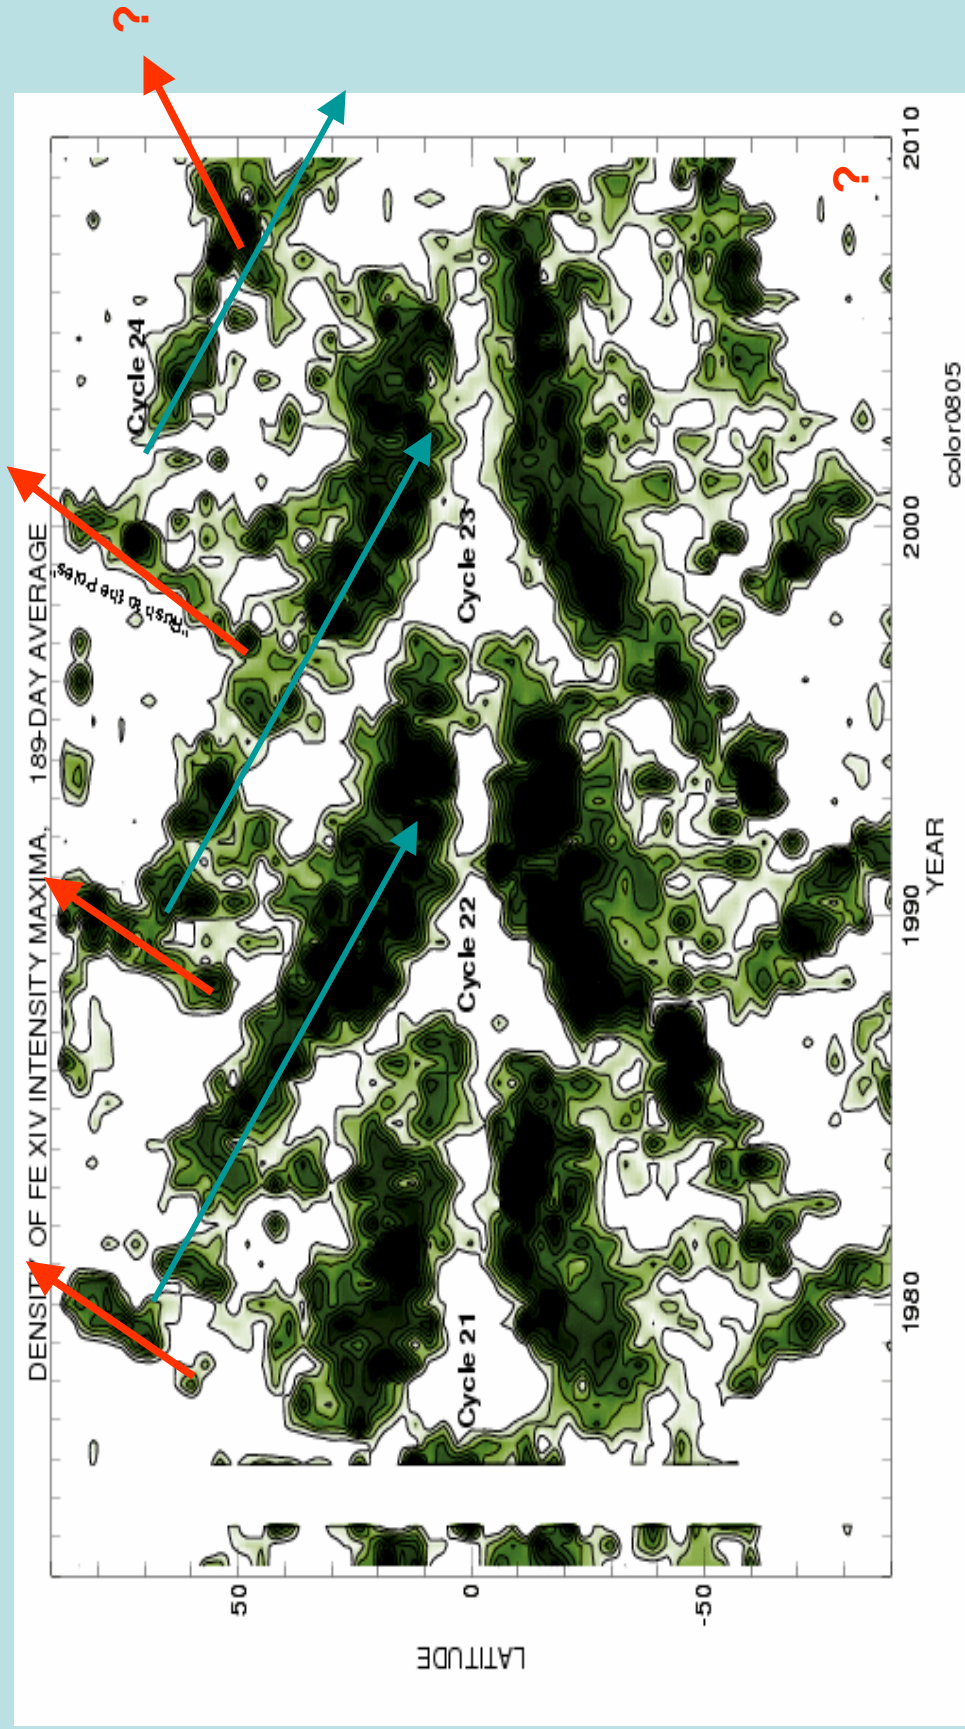 DENSITY OF FE XIV INTENSITY MAXIMA, 189-DAY AVERAGE
?
"Rush to the Poles"
Cycle 24
50
Cycle 21
Cycle 22
Cycle 23
LATITUDE
0
-50
?
1980
1990
2000
2010
YEAR
color0805